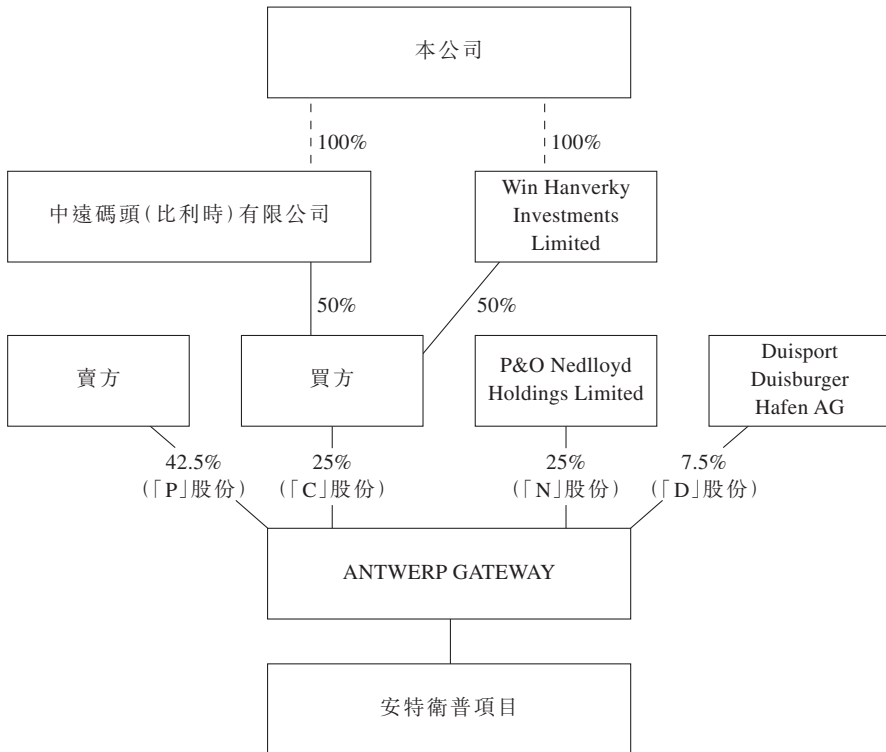 本公司
100%
100%
中遠碼頭（比利時）有限公司
Win Hanverky
Investments
Limited
50%
50%
賣方
買方
P&O Nedlloyd
Holdings Limited
Duisport
Duisburger
Hafen AG
42.5%
（「P」股份）
25%
（「C」股份）
25%
（「N」股份）
7.5%
（「D」股份）
ANTWERP GATEWAY
安特衛普項目